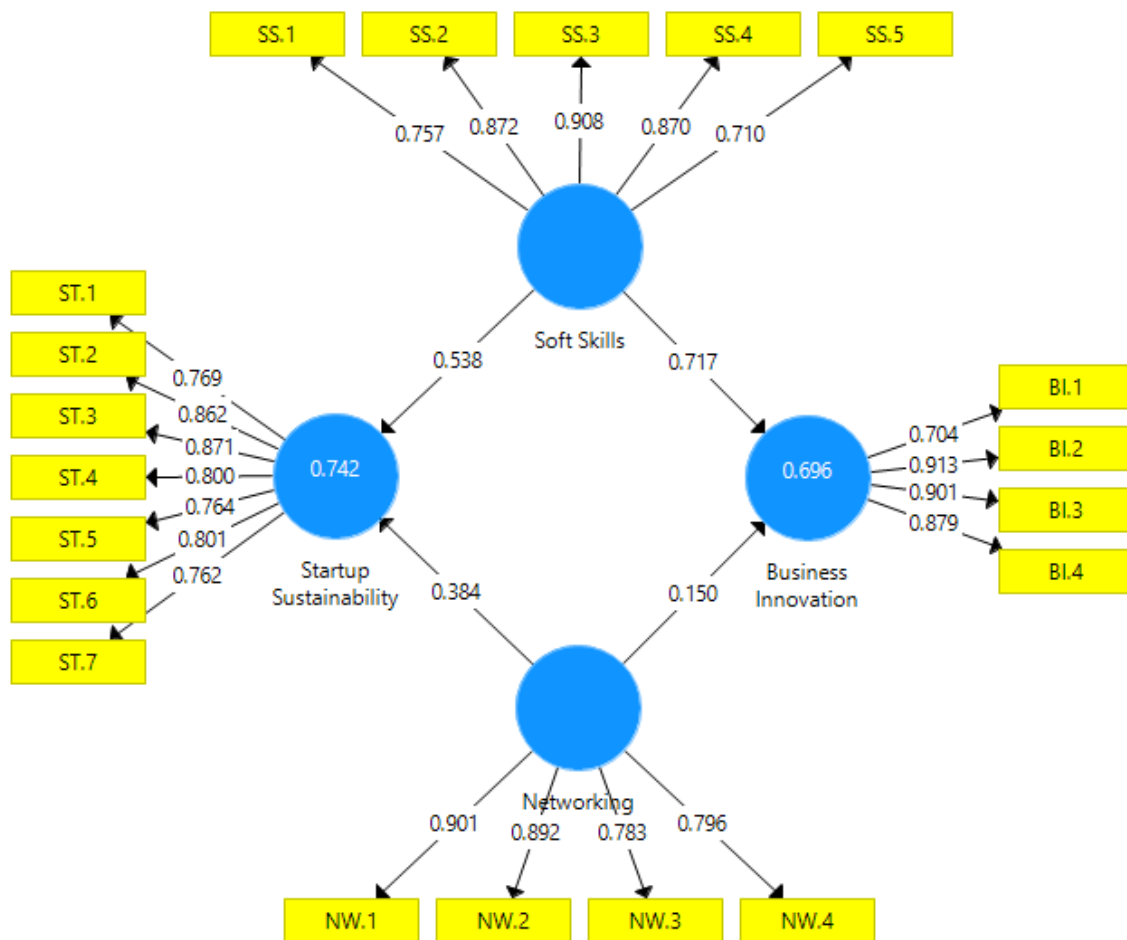 SS.1 SS.2 SS.3 SS.4 SS.5
0.757 0.872 0.908 0.870 0.710
Soft Skills
0.538 0.717
ST.1
ST.2
ST.3
ST.4
ST.5
ST.6
ST.7
0.769
0.862
0.871
0.800
0.764
0.801
0.762
0.742
Startup
Sustainability
0.696
Business
Innovation
0.704
0.913
0.901
0.879
BI.1
BI.2
BI.3
BI.4
0.384 0.150
Networking
0.901 0.892 0.783 0.796
NW.1 NW.2 NW.3 NW.4